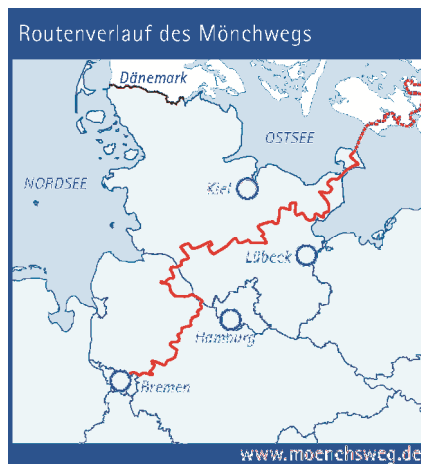 Routenverlauf des Mönchwegs
Dänemark
OSTSEE
NORDSEE
Kiel
Lübeck
Hamburg
Bremen
www.moenchsweg.de